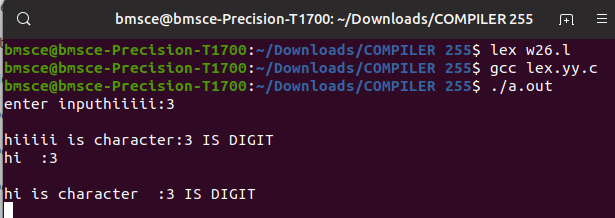 bmsce@bmsce-Precision-T1700: ~/Downloads/COMPILER 255
bmsce@bmsce-Precision-T1700:~/Downloads/COMPILER 255$ lex w26.l
bmsce@bmsce-Precision-T1700:~/Downloads/COMPILER 255$ gcc lex.yy.c
bmsce@bmsce-Precision-T1700:~/Downloads/COMPILER 255$ ./a.out
enter inputhiiiii:3
hiiiii is character:3 IS DIGIT
hi  :3
hi is character  :3 IS DIGIT